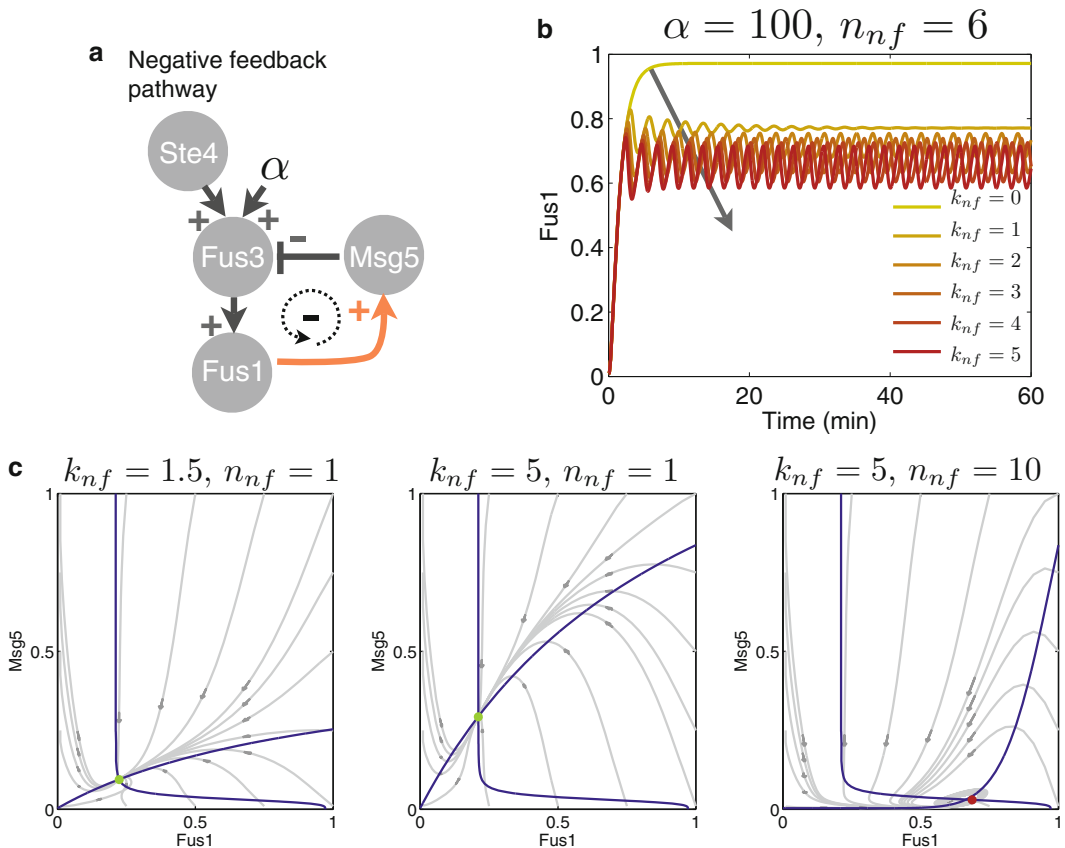 a
Negative feedback
pathway
Ste4
α
+ +
Fus3
-
Msg5
+
-
+
Fus1
b
α = 100, n_nf = 6
1
0.8
0.6
0.4
0.2
0
Fus1
0 20 40 60
Time (min)
k_nf = 0
k_nf = 1
k_nf = 2
k_nf = 3
k_nf = 4
k_nf = 5
c
k_nf = 1.5, n_nf = 1
1
0.5
0
Msg5
0 0.5 1
Fus1
k_nf = 5, n_nf = 1
1
0.5
0
Msg5
0 0.5 1
Fus1
k_nf = 5, n_nf = 10
1
0.5
0
Msg5
0 0.5 1
Fus1